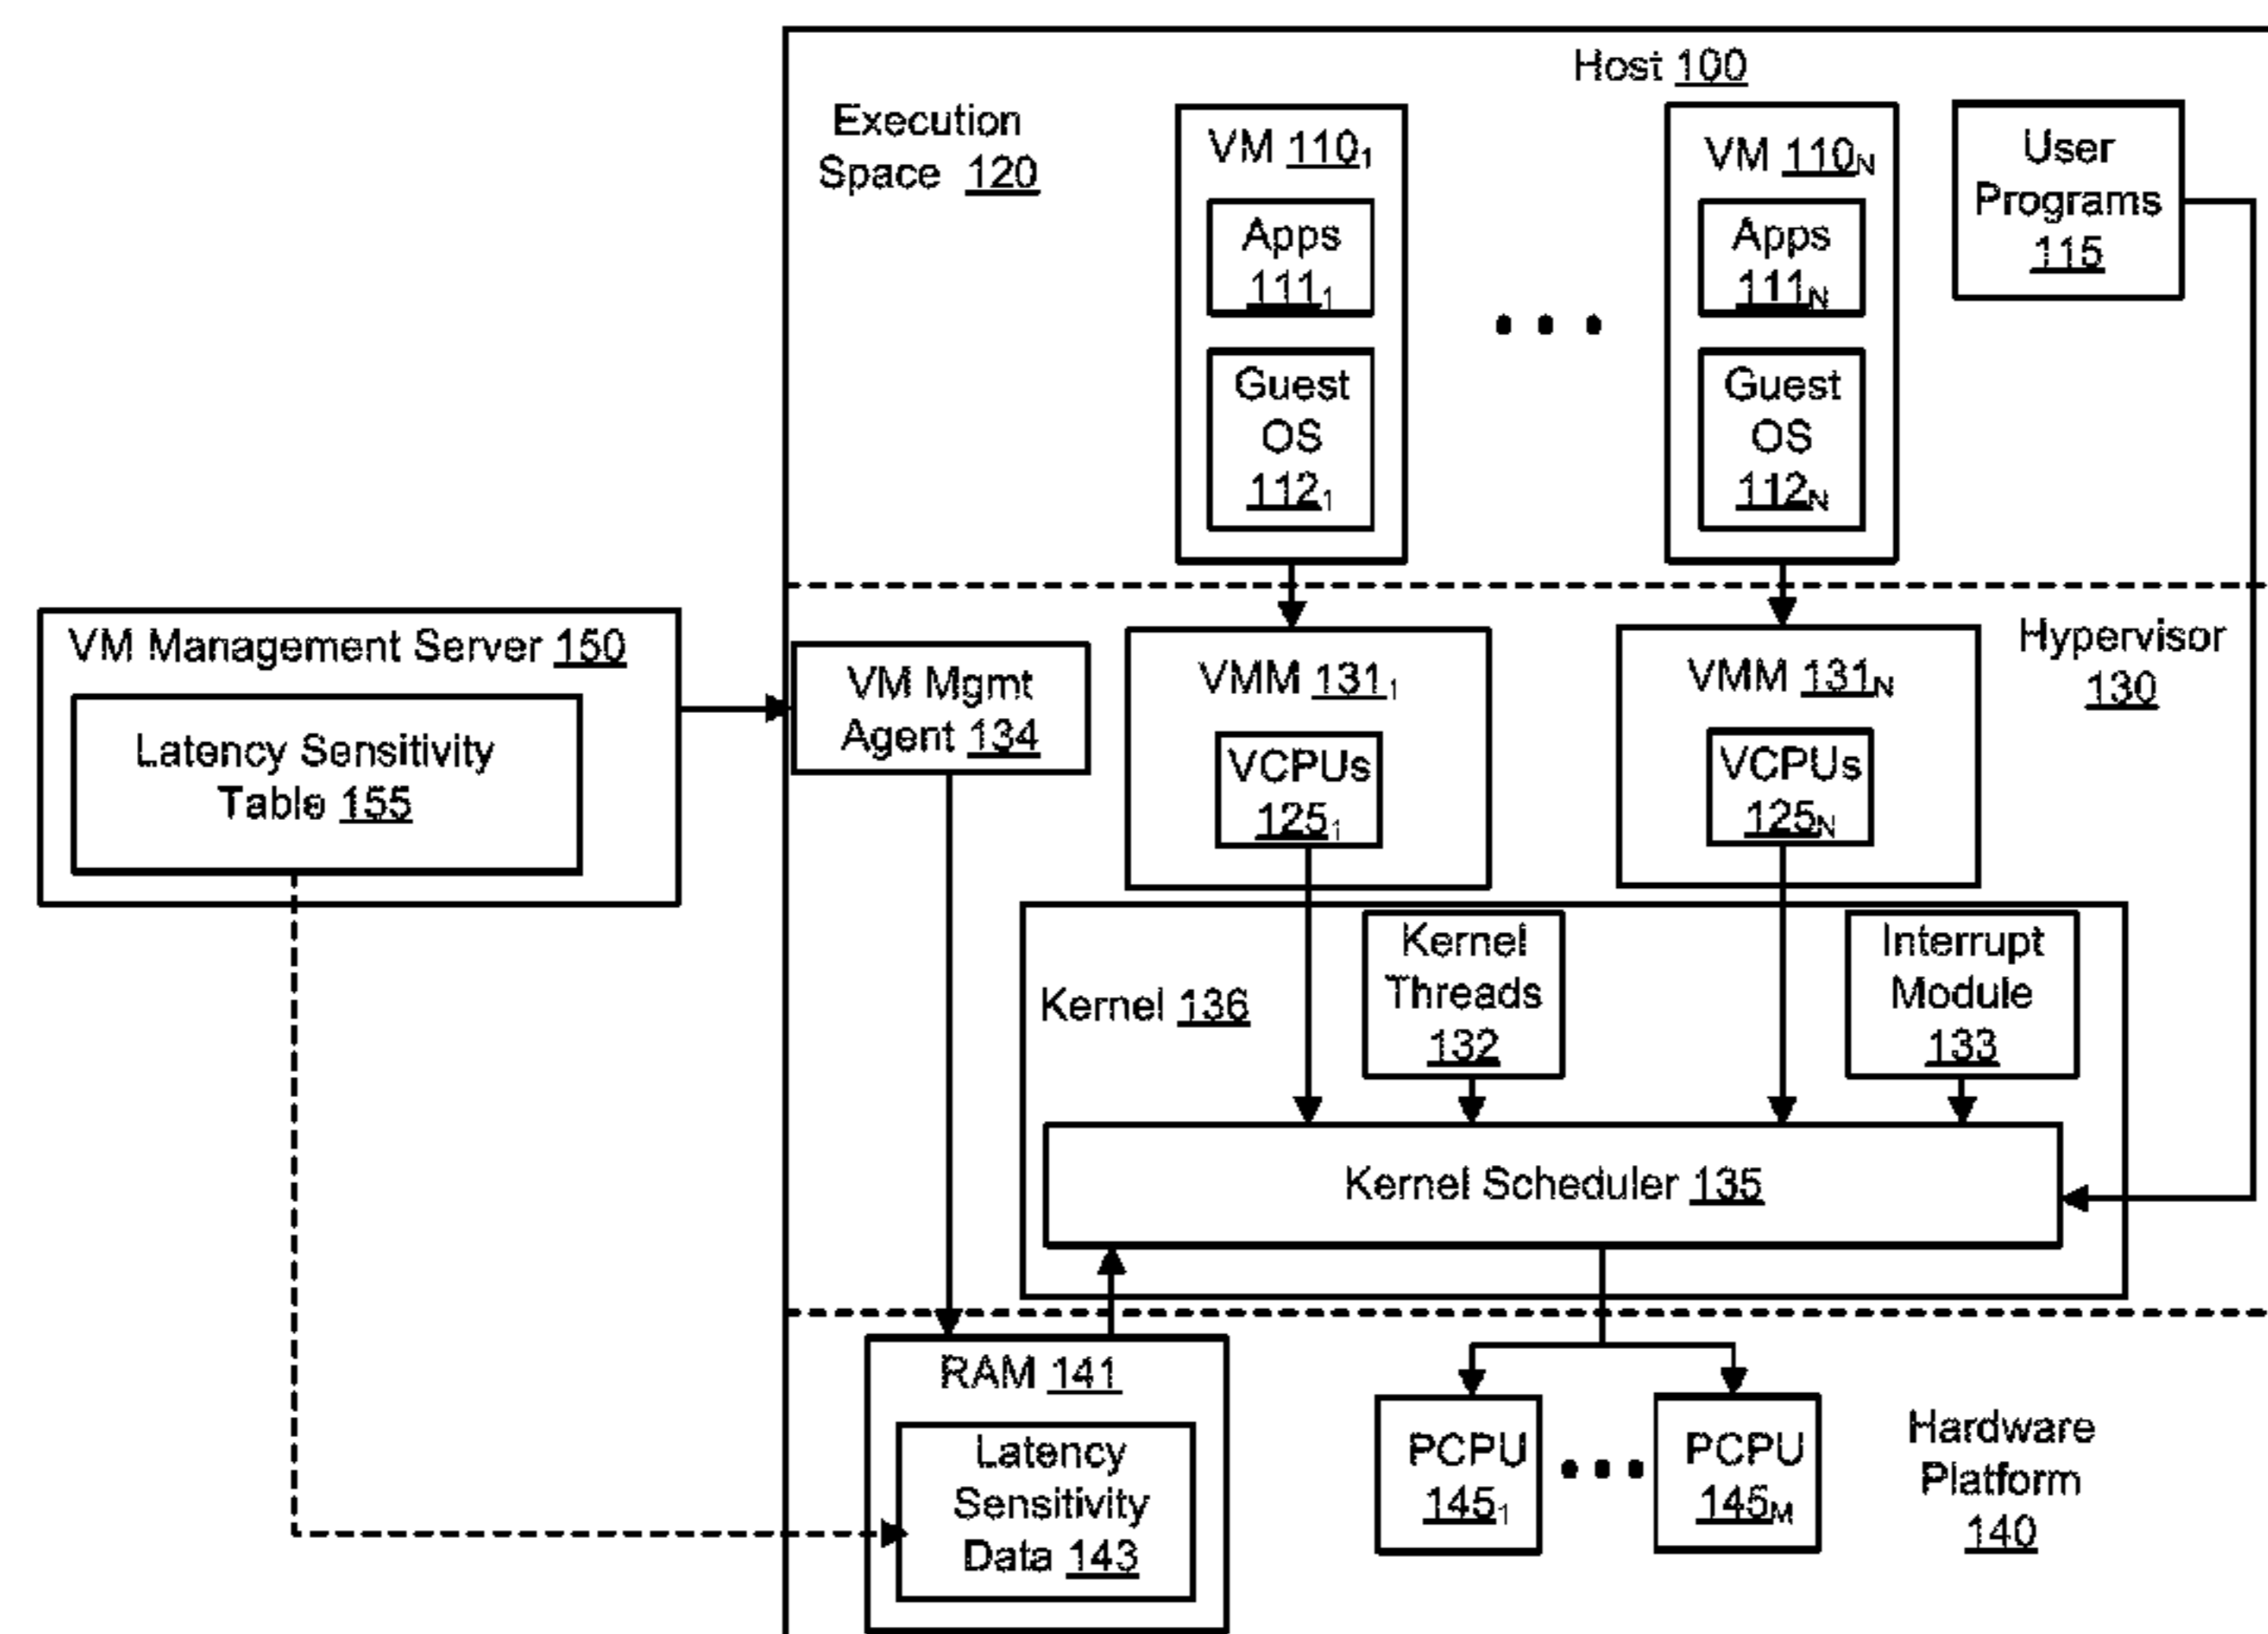 Host 100
Execution
Space 120
VM 110₁
Apps
111₁
Guest
OS
112₁
VM 110N
Apps
111N
Guest
OS
112N
User
Programs
115
VM Management Server 150
Latency Sensitivity
Table 155
VM Mgmt
Agent 134
VMM 131₁
VCPUs
125₁
VMM 131N
VCPUs
125N
Hypervisor
130
Kernel 136
Kernel
Threads
132
Interrupt
Module
133
Kernel Scheduler 135
RAM 141
Latency
Sensitivity
Data 143
PCPU
145₁
PCPU
145M
Hardware
Platform
140